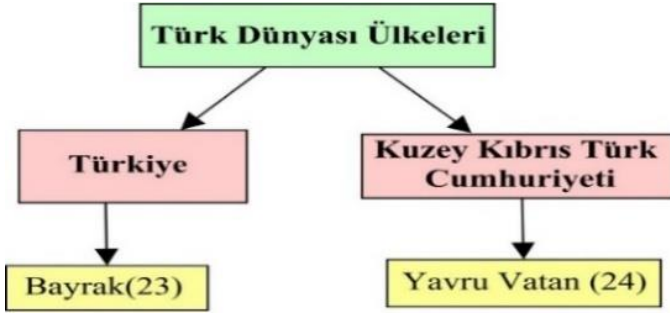 Türk Dünyası Ülkeleri
Türkiye
Kuzey Kıbrıs Türk
Cumhuriyeti
Bayrak(23)
Yavru Vatan (24)